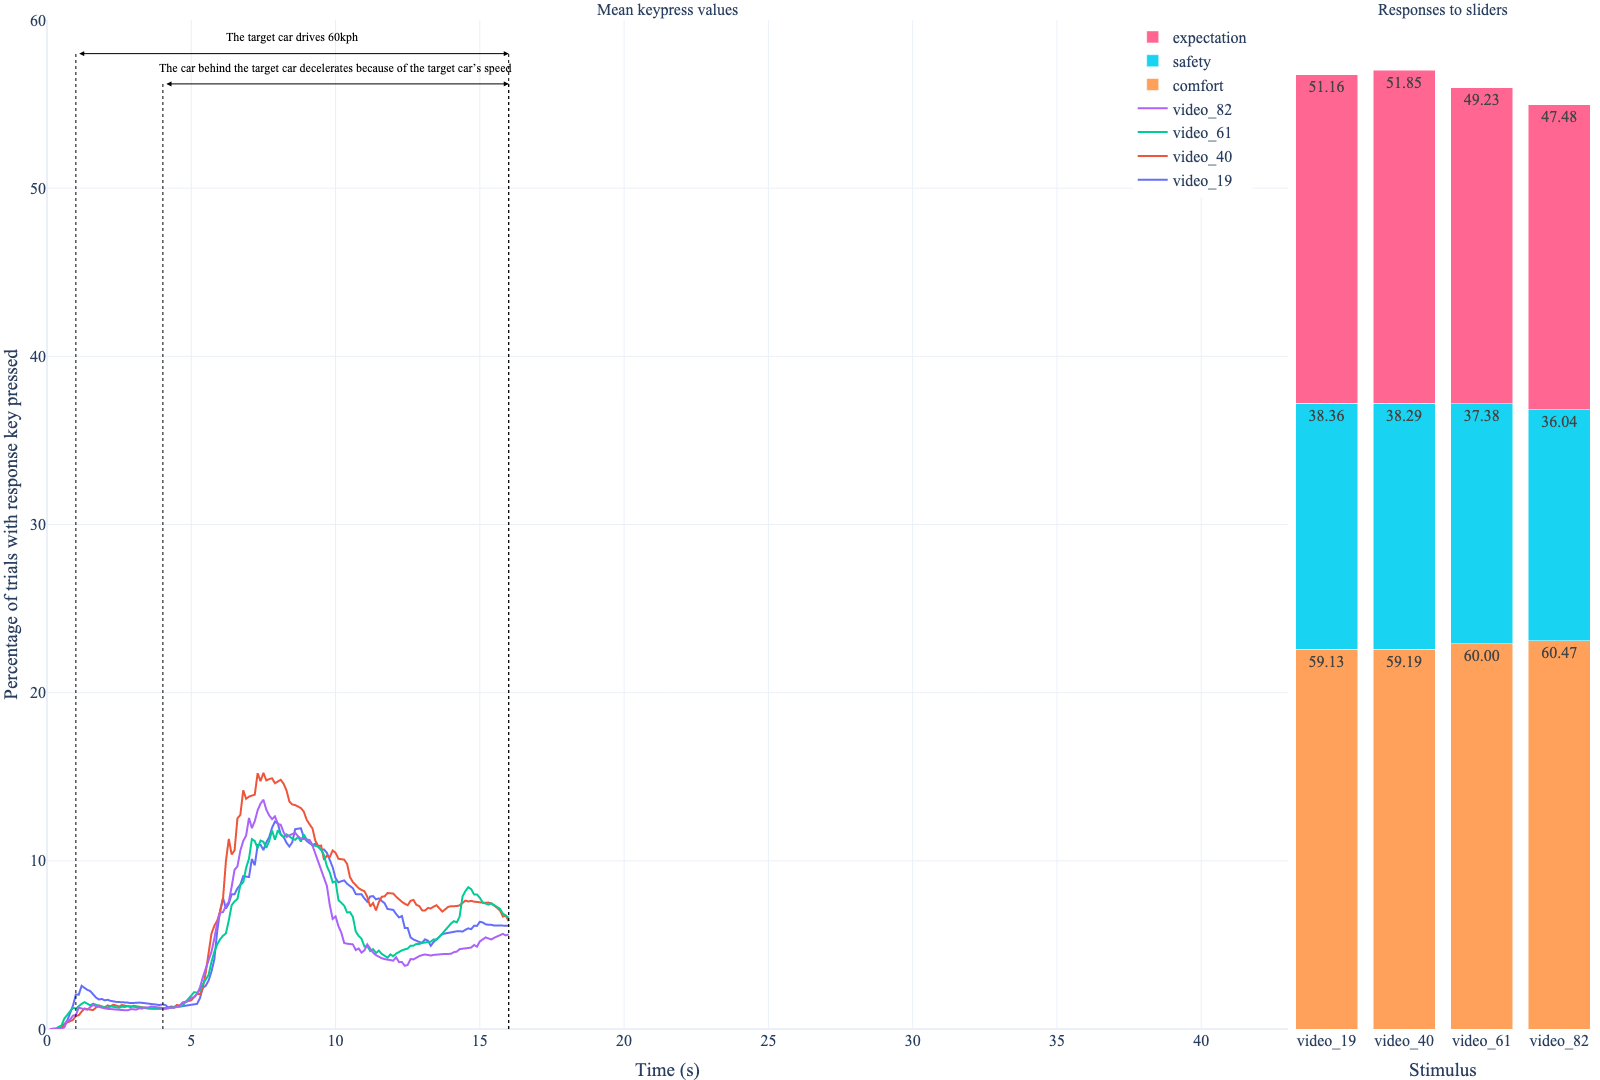 Mean keypress values
Responses to sliders
The target car drives 60kph
The car behind the target car decelerates because of the target car's speed
expectation
safety
comfort
video_82
video_61
video_40
video_19
Percentage of trials with response key pressed
60
50
40
30
20
10
0
0 5 10 15 20 25 30 35 40
Time (s)
51.16 51.85 49.23 47.48
38.36 38.29 37.38 36.04
59.13 59.19 60.00 60.47
video_19 video_40 video_61 video_82
Stimulus